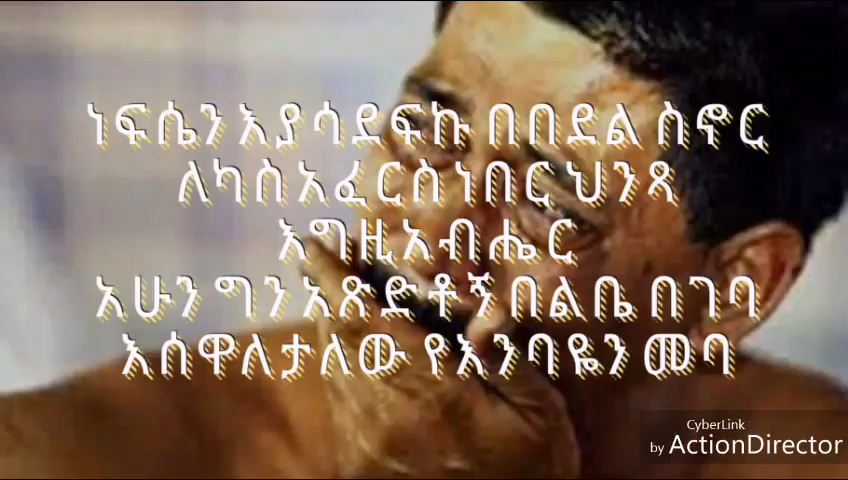 ነፍሴን እያሳደፍኩ በበደል ስኖር
ለካስ አፈርስ ነበር ህንጻ
እግዚአብሔር
አሁን ግን አጽድቶኝ በልቤ በገባ
እሰዋለታለው የእንባዬን መባ
CyberLink
by ActionDirector